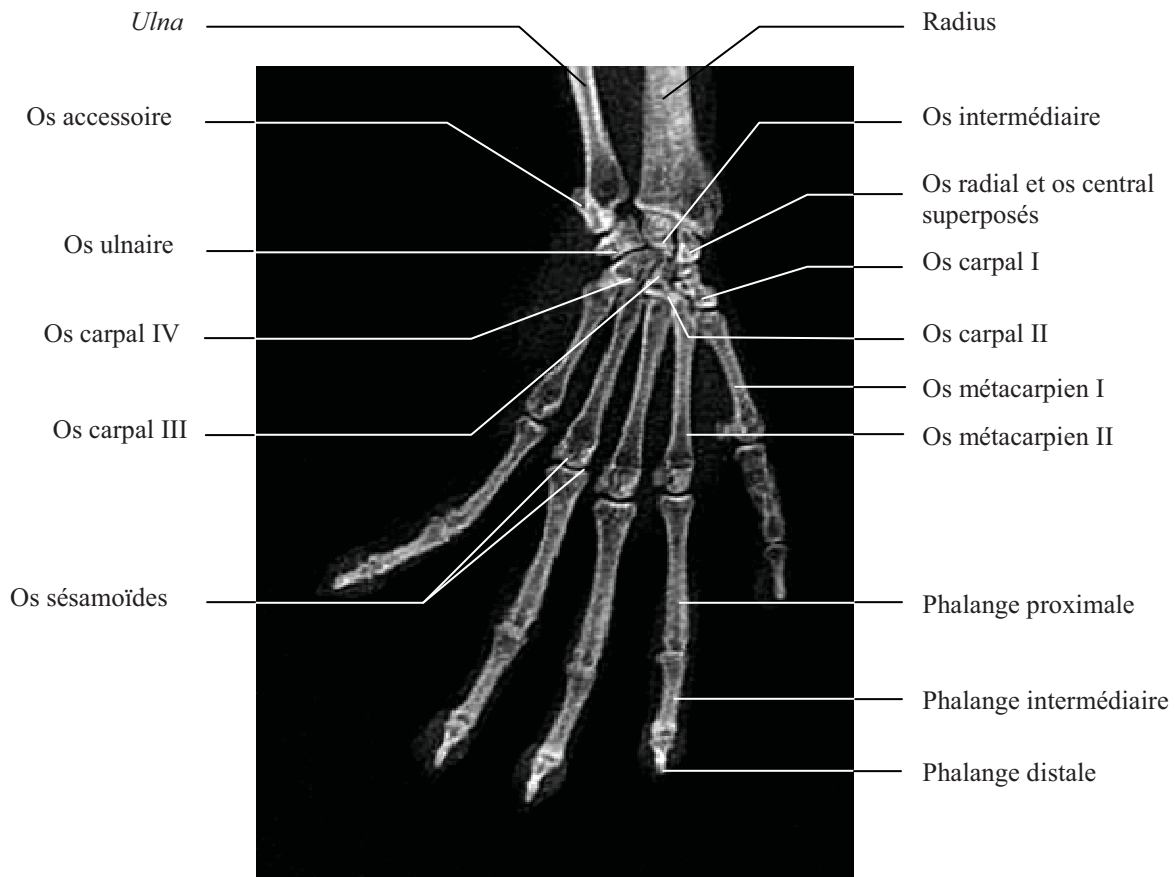 Ulna
Os accessoire
Os ulnaire
Os carpal IV
Os carpal III
Os sésamoïdes
Radius
Os intermédiaire
Os radial et os central
superposés
Os carpal I
Os carpal II
Os métacarpien I
Os métacarpien II
Phalange proximale
Phalange intermédiaire
Phalange distale